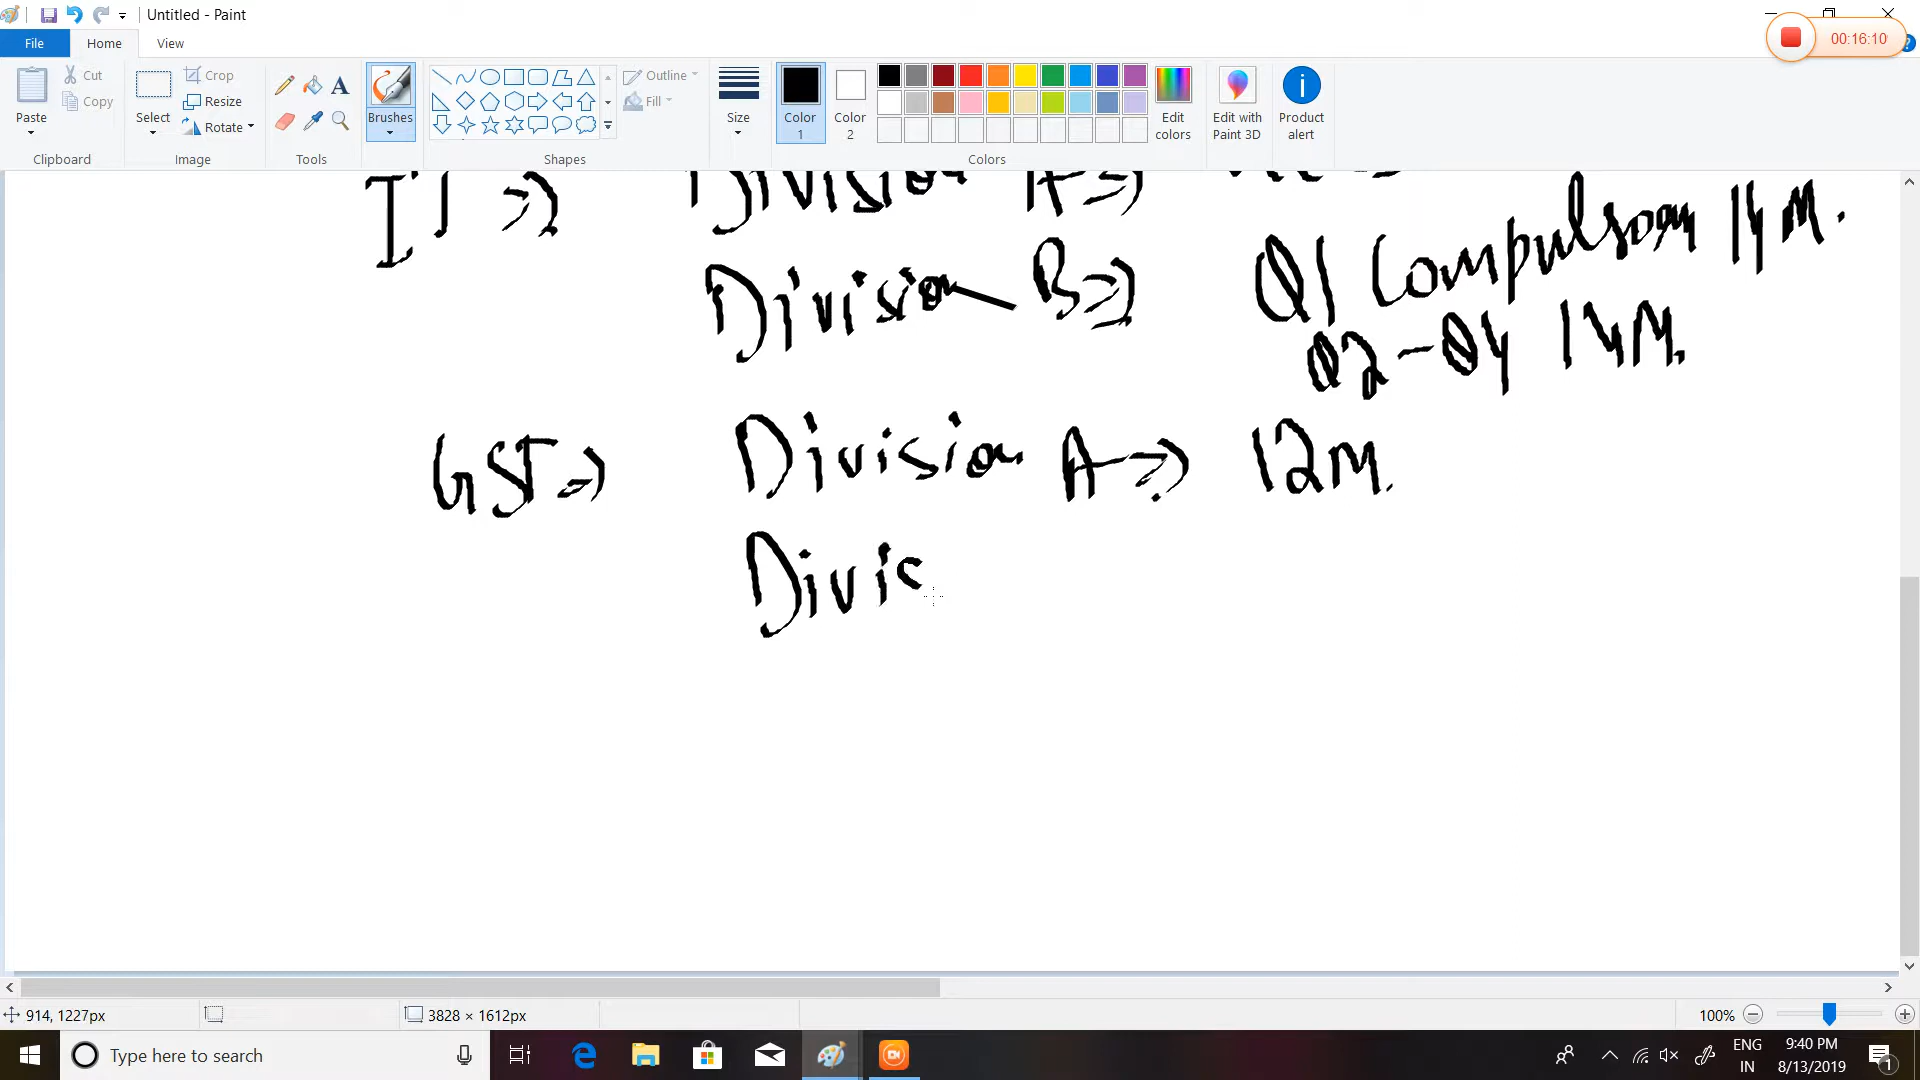 Untitled - Paint
00:16:10
File Home View
Paste
Cut
Copy
Clipboard
Select
Crop
Resize
Rotate
Image
Tools
Brushes
Outline
Fill
Shapes
Size
Color 1
Color 2
Edit colors
Colors
Edit with Paint 3D
Product alert
IT => Division A =>
Division B => Q1 Compulsory 14 M.
Q2 - Q4 14M.
GST => Division A => 12M.
Divis
914, 1227px
3828 × 1612px
100%
Type here to search
ENG
IN
9:40 PM
8/13/2019
1